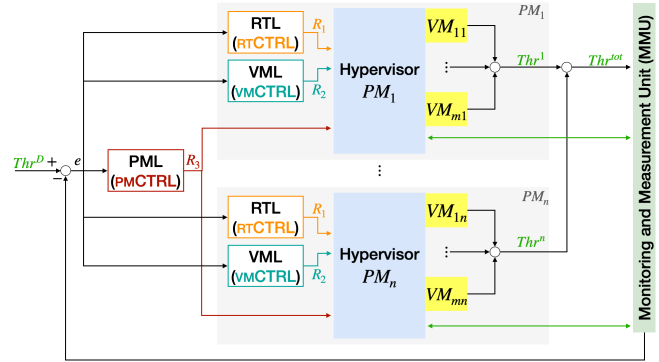 PM₁
RTL
(RTCTRL)
R₁
VML
(VMCTRL)
R₂
Hypervisor
PM₁
VM₁₁
⋮
VMₘ₁
Thr¹
Thrᵗᵒᵗ
Thrᴰ
+
−
e
PML
(PMCTRL)
R₃
⋮
PMₙ
RTL
(RTCTRL)
R₁
VML
(VMCTRL)
R₂
Hypervisor
PMₙ
VM₁ₙ
⋮
VMₘₙ
Thrⁿ
Monitoring and Measurement Unit (MMU)